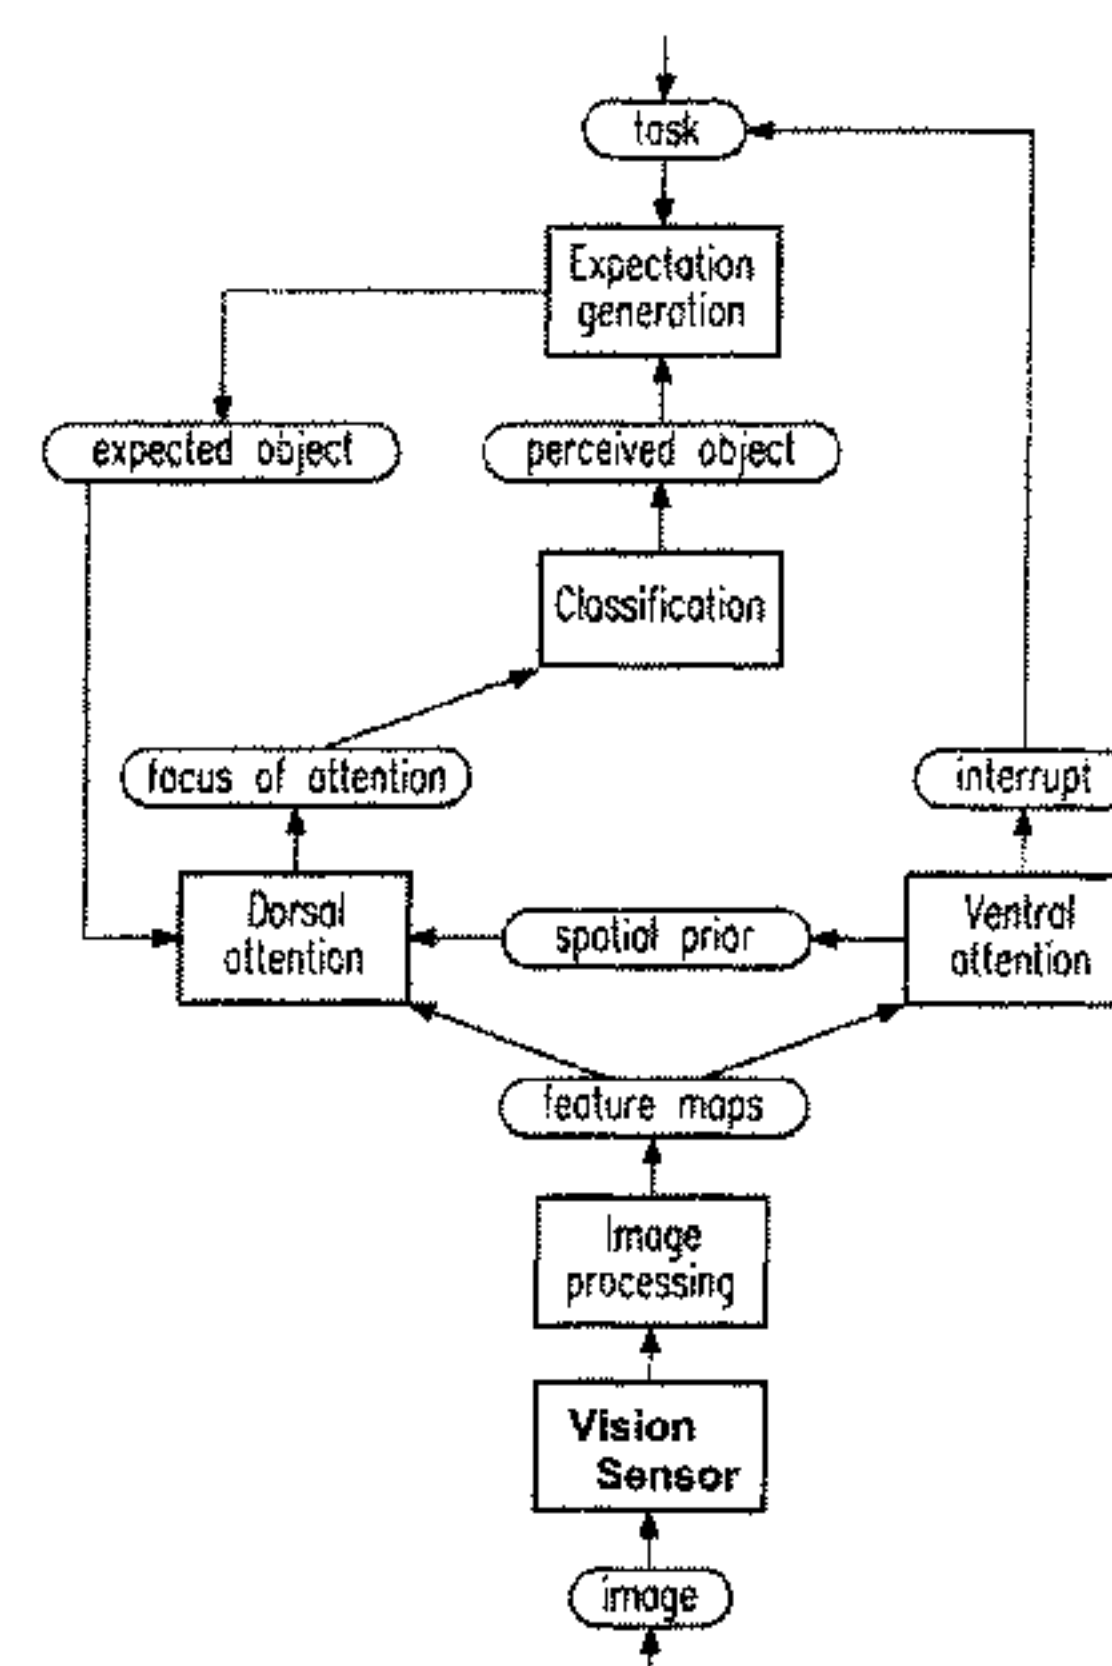 task
Expectation
generation
expected object
perceived object
Classification
focus of attention
interrupt
Dorsal
attention
spatial prior
Ventral
attention
feature maps
Image
processing
Vision
Sensor
image